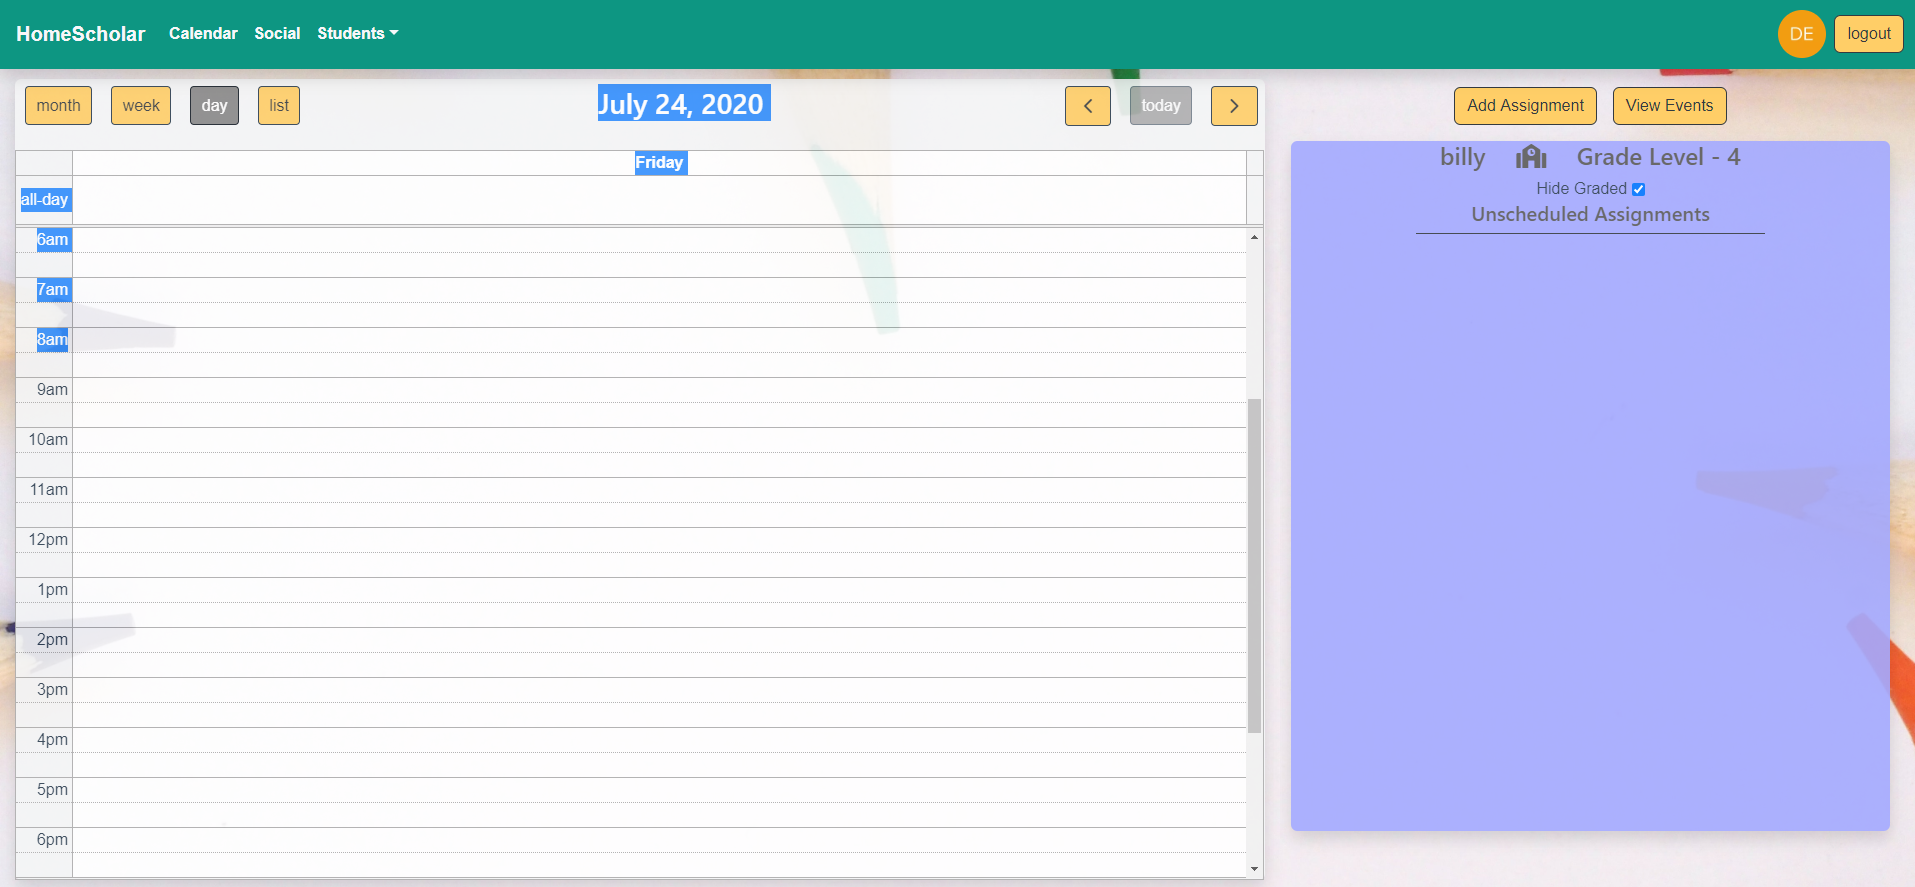 HomeScholar Calendar Social Students DE logout
month week day list July 24, 2020 today Add Assignment View Events
Friday
all-day
6am
7am
8am
9am
10am
11am
12pm
1pm
2pm
3pm
4pm
5pm
6pm
billy Grade Level - 4
Hide Graded
Unscheduled Assignments